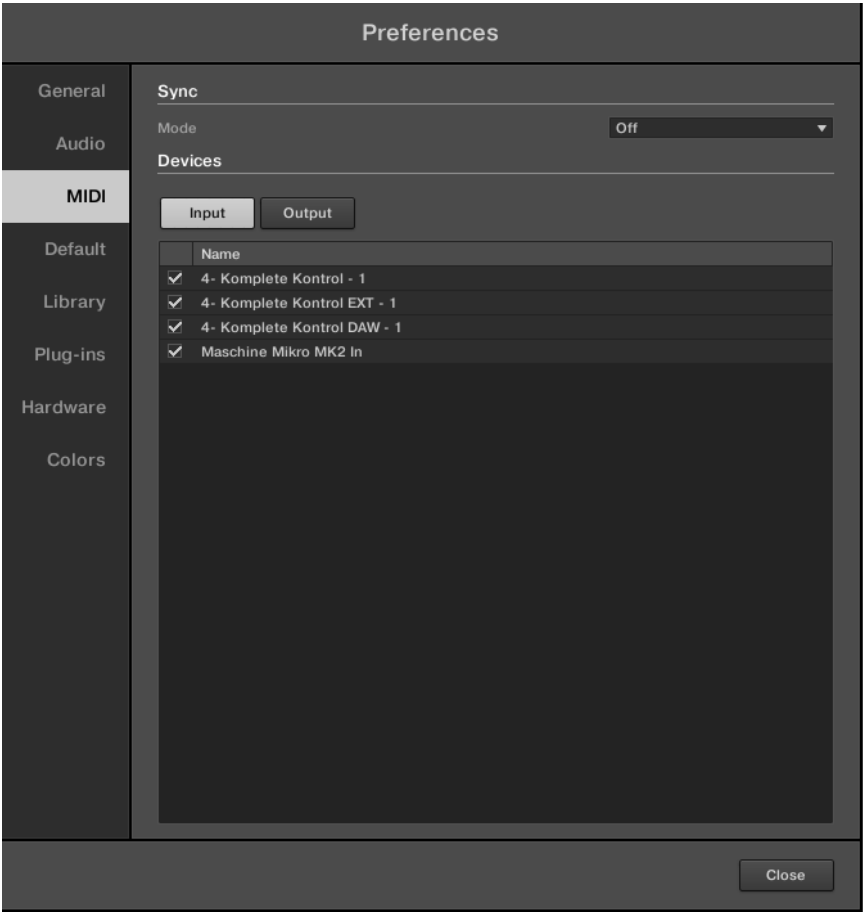 Preferences
General
Audio
MIDI
Default
Library
Plug-ins
Hardware
Colors
Sync
Mode Off
Devices
Input Output
Name
4- Komplete Kontrol - 1
4- Komplete Kontrol EXT - 1
4- Komplete Kontrol DAW - 1
Maschine Mikro MK2 In
Close